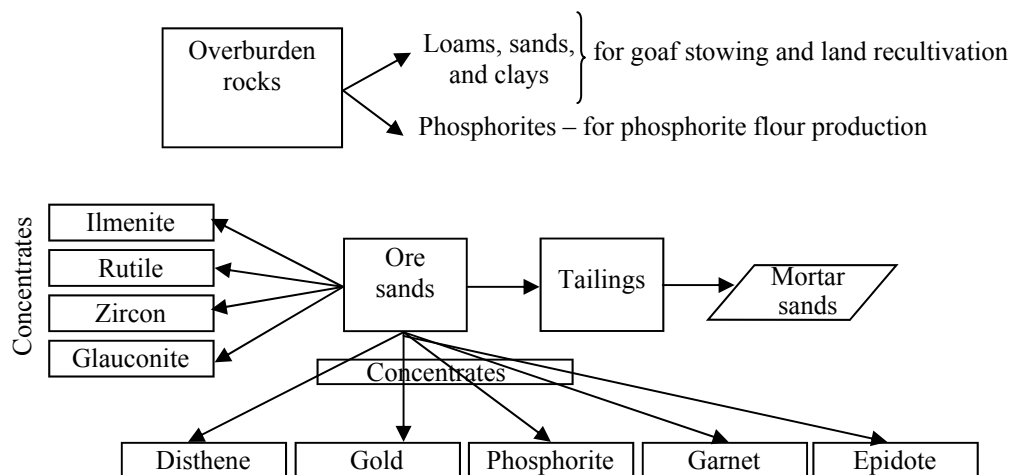 Overburden
rocks
Loams, sands,
and clays
for goaf stowing and land recultivation
Phosphorites – for phosphorite flour production
Concentrates
Ilmenite
Rutile
Zircon
Glauconite
Ore
sands
Tailings
Mortar
sands
Concentrates
Disthene
Gold
Phosphorite
Garnet
Epidote